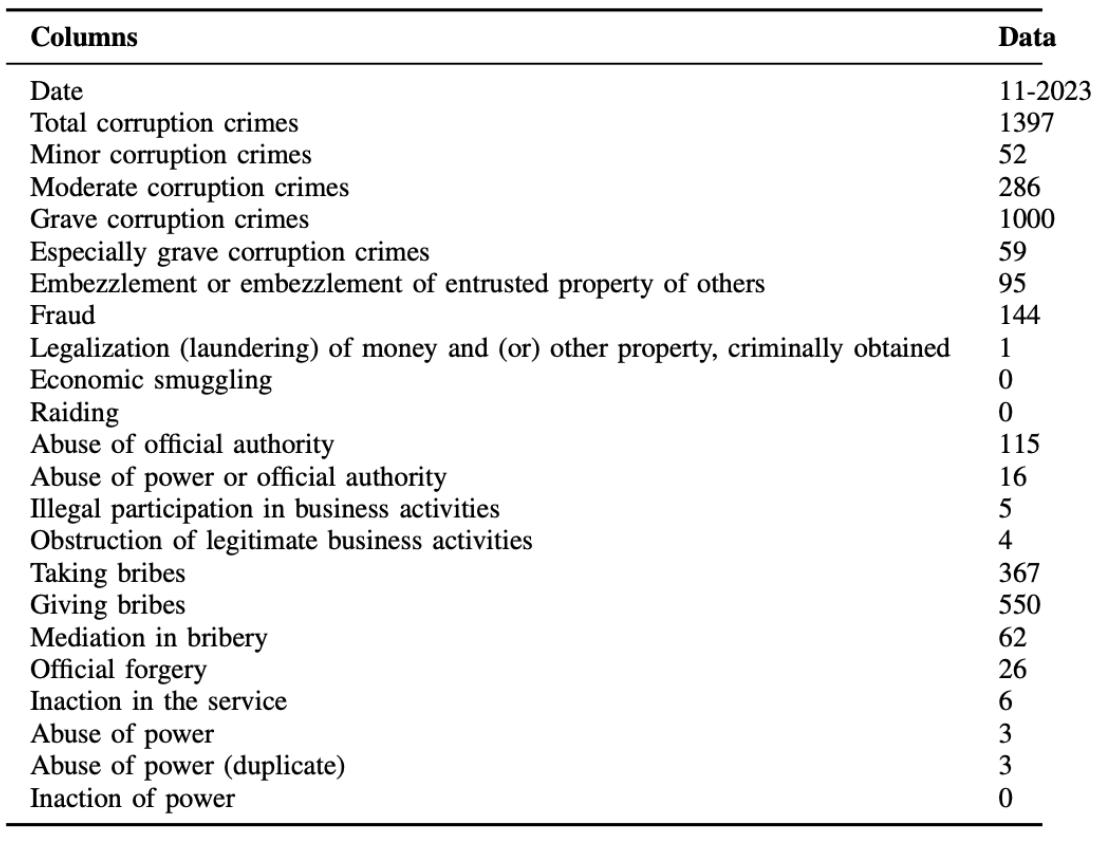 Columns Data
Date 11-2023
Total corruption crimes 1397
Minor corruption crimes 52
Moderate corruption crimes 286
Grave corruption crimes 1000
Especially grave corruption crimes 59
Embezzlement or embezzlement of entrusted property of others 95
Fraud 144
Legalization (laundering) of money and (or) other property, criminally obtained 1
Economic smuggling 0
Raiding 0
Abuse of official authority 115
Abuse of power or official authority 16
Illegal participation in business activities 5
Obstruction of legitimate business activities 4
Taking bribes 367
Giving bribes 550
Mediation in bribery 62
Official forgery 26
Inaction in the service 6
Abuse of power 3
Abuse of power (duplicate) 3
Inaction of power 0